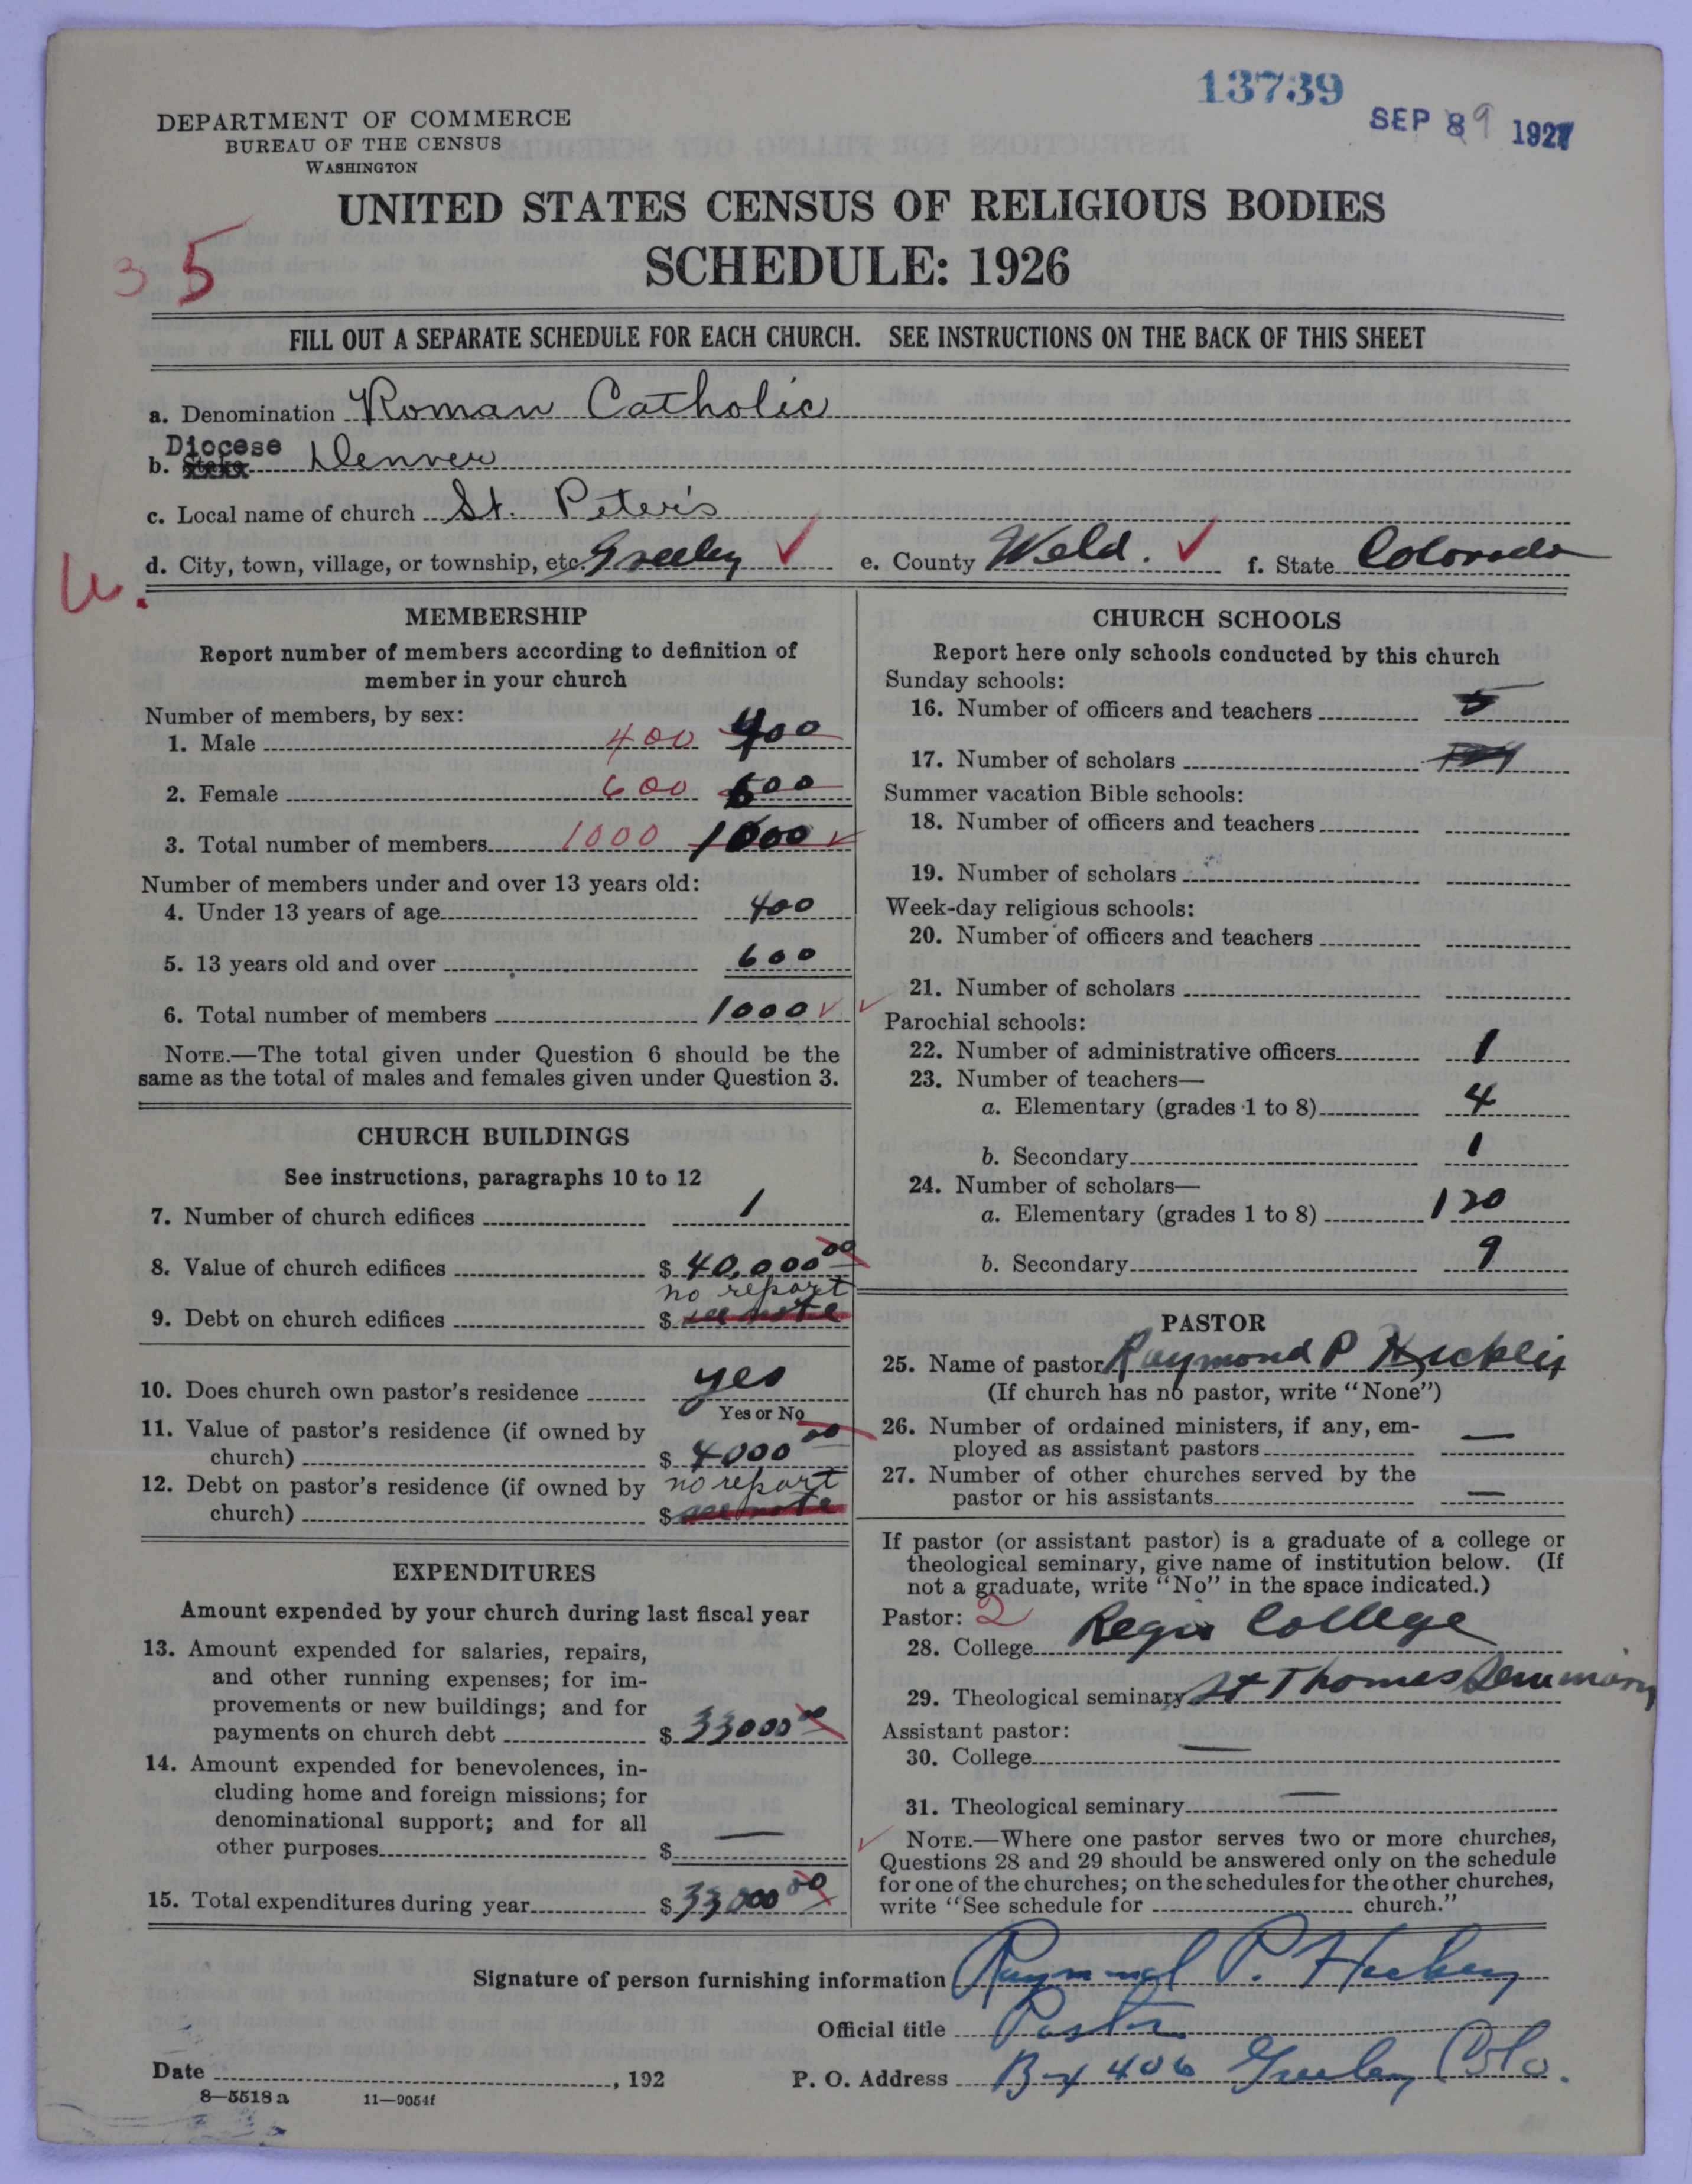 13739
SEP 9 1927
DEPARTMENT OF COMMERCE
BUREAU OF THE CENSUS
WASHINGTON
UNITED STATES CENSUS OF RELIGIOUS BODIES
SCHEDULE: 1926
35
FILL OUT A SEPARATE SCHEDULE FOR EACH CHURCH. SEE INSTRUCTIONS ON THE BACK OF THIS SHEET
a. Denomination Roman Catholic
b. Diocese Denver
c. Local name of church St. Peter's
d. City, town, village, or township, etc. Greeley e. County Weld. f. State Colorado
MEMBERSHIP
Report number of members according to definition of
member in your church
Number of members, by sex:
1. Male 400 400
2. Female 600 600
3. Total number of members 1000 1000
Number of members under and over 13 years old:
4. Under 13 years of age 400
5. 13 years old and over 600
6. Total number of members 1000
NOTE.—The total given under Question 6 should be the
same as the total of males and females given under Question 3.
CHURCH BUILDINGS
See instructions, paragraphs 10 to 12
7. Number of church edifices 1
8. Value of church edifices $ 40,000 00
no report
9. Debt on church edifices $ see note
10. Does church own pastor's residence yes
Yes or No
11. Value of pastor's residence (if owned by
church) $ 4000 00
12. Debt on pastor's residence (if owned by no report
church) $ see note
EXPENDITURES
Amount expended by your church during last fiscal year
13. Amount expended for salaries, repairs,
and other running expenses; for im-
provements or new buildings; and for
payments on church debt $ 33000 00
14. Amount expended for benevolences, in-
cluding home and foreign missions; for
denominational support; and for all
other purposes $ —
15. Total expenditures during year $ 33,000 00
CHURCH SCHOOLS
Report here only schools conducted by this church
Sunday schools:
16. Number of officers and teachers
17. Number of scholars
Summer vacation Bible schools:
18. Number of officers and teachers
19. Number of scholars
Week-day religious schools:
20. Number of officers and teachers
21. Number of scholars
Parochial schools:
22. Number of administrative officers 1
23. Number of teachers—
a. Elementary (grades 1 to 8) 4
b. Secondary 1
24. Number of scholars—
a. Elementary (grades 1 to 8) 120
b. Secondary 9
PASTOR
25. Name of pastor Raymond P Hickey
(If church has no pastor, write "None")
26. Number of ordained ministers, if any, em-
ployed as assistant pastors —
27. Number of other churches served by the
pastor or his assistants —
If pastor (or assistant pastor) is a graduate of a college or
theological seminary, give name of institution below. (If
not a graduate, write "No" in the space indicated.)
Pastor: 2
28. College Regis College
29. Theological seminary St Thomas Seminary
Assistant pastor:
30. College —
31. Theological seminary —
NOTE.—Where one pastor serves two or more churches,
Questions 28 and 29 should be answered only on the schedule
for one of the churches; on the schedules for the other churches,
write "See schedule for church."
Signature of person furnishing information Raymond P. Hickey
Official title Pastor
Date , 192 P. O. Address Box 406 Greeley Colo.
8—5518a 11—9054f